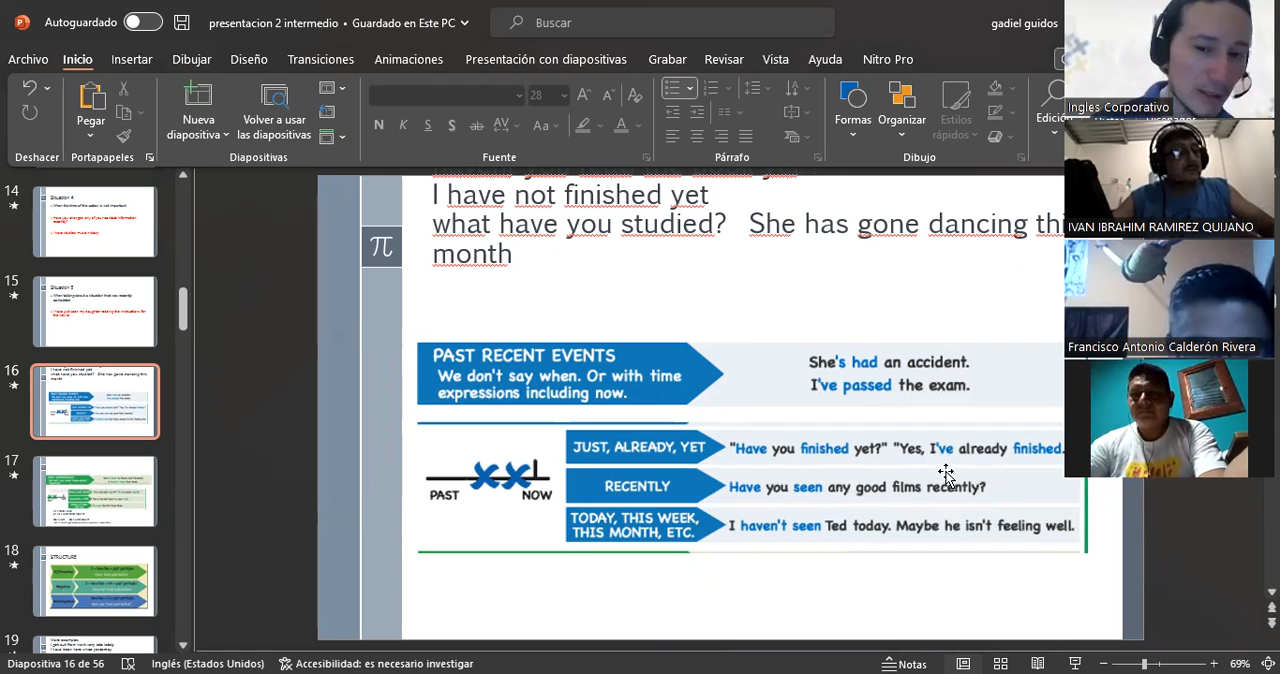 Autoguardado
presentacion 2 intermedio • Guardado en Este PC
Buscar
gadiel guidos
Archivo Inicio Insertar Dibujar Diseño Transiciones Animaciones Presentación con diapositivas Grabar Revisar Vista Ayuda Nitro Pro
28
Pegar
Nueva diapositiva
Volver a usar las diapositivas
N K S S ab AV Aa A
Formas
Organizar
Estilos rápidos
Edición
Deshacer Portapapeles Diapositivas Fuente Párrafo Dibujo
Ingles Corporativo
IVAN IBRAHIM RAMIREZ QUIJANO
Francisco Antonio Calderón Rivera
14
15
16
17
18
STRUCTURE
19
π
I have not finished yet
what have you studied? She has gone dancing thi
month
PAST RECENT EVENTS
We don't say when. Or with time
expressions including now.
She's had an accident.
I've passed the exam.
PAST NOW
JUST, ALREADY, YET
"Have you finished yet?" "Yes, I've already finished.
RECENTLY
Have you seen any good films recently?
TODAY, THIS WEEK,
THIS MONTH, ETC.
I haven't seen Ted today. Maybe he isn't feeling well.
Diapositiva 16 de 56
Inglés (Estados Unidos)
Accesibilidad: es necesario investigar
Notas
69%